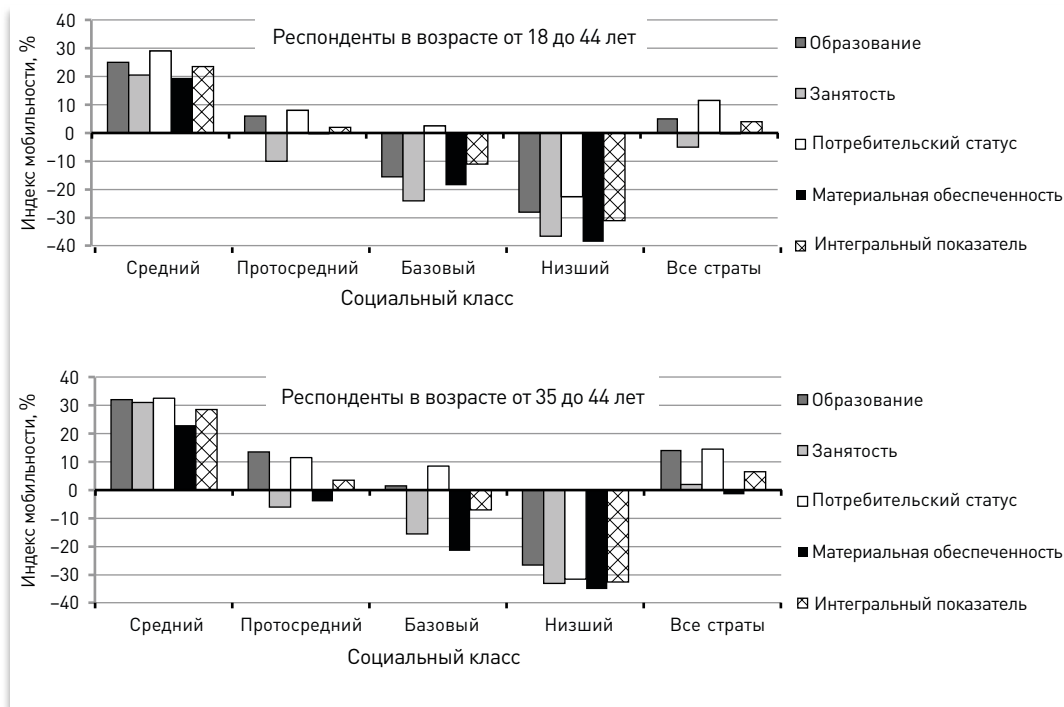 Респонденты в возрасте от 18 до 44 лет
Индекс мобильности, %
40
30
20
10
0
−10
−20
−30
−40
Средний
Протосредний
Базовый
Низший
Все страты
Социальный класс
Образование
Занятость
Потребительский статус
Материальная обеспеченность
Интегральный показатель
Респонденты в возрасте от 35 до 44 лет
Индекс мобильности, %
40
30
20
10
0
−10
−20
−30
−40
Средний
Протосредний
Базовый
Низший
Все страты
Социальный класс
Образование
Занятость
Потребительский статус
Материальная обеспеченность
Интегральный показатель